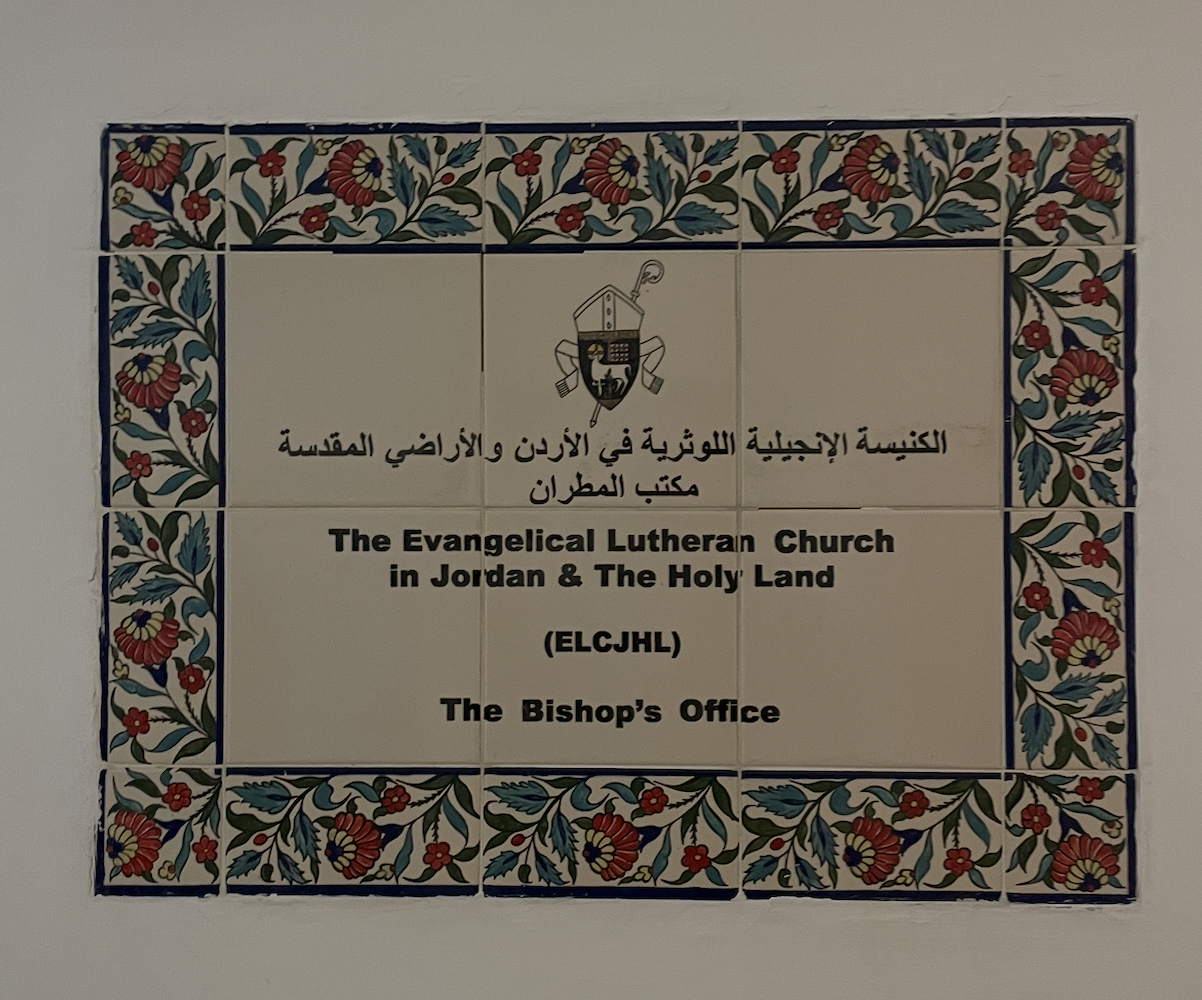 الكنيسة الإنجيلية اللوثرية في الأردن والأراضي المقدسة
مكتب المطران
The Evangelical Lutheran Church
in Jordan & The Holy Land
(ELCJHL)
The Bishop’s Office